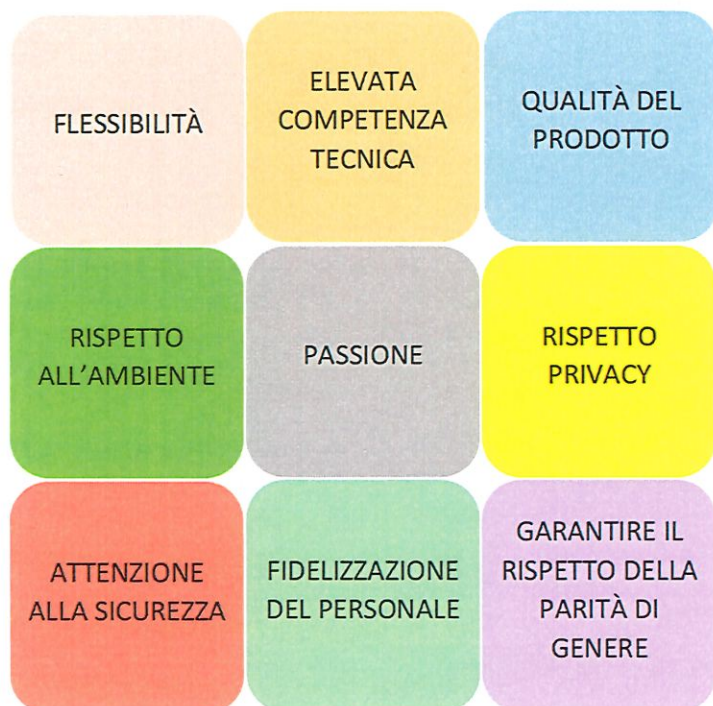 FLESSIBILITÀ
ELEVATA
COMPETENZA
TECNICA
QUALITÀ DEL
PRODOTTO
RISPETTO
ALL'AMBIENTE
PASSIONE
RISPETTO
PRIVACY
ATTENZIONE
ALLA SICUREZZA
FIDELIZZAZIONE
DEL PERSONALE
GARANTIRE IL
RISPETTO DELLA
PARITÀ DI
GENERE